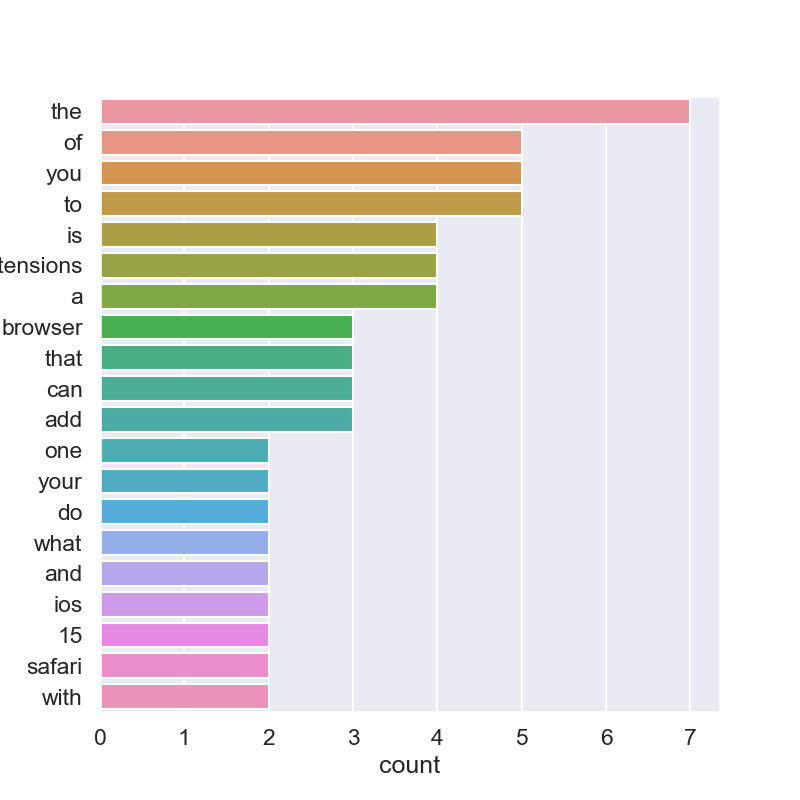 the
of
you
to
is
tensions
a
browser
that
can
add
one
your
do
what
and
ios
15
safari
with
0 1 2 3 4 5 6 7
count